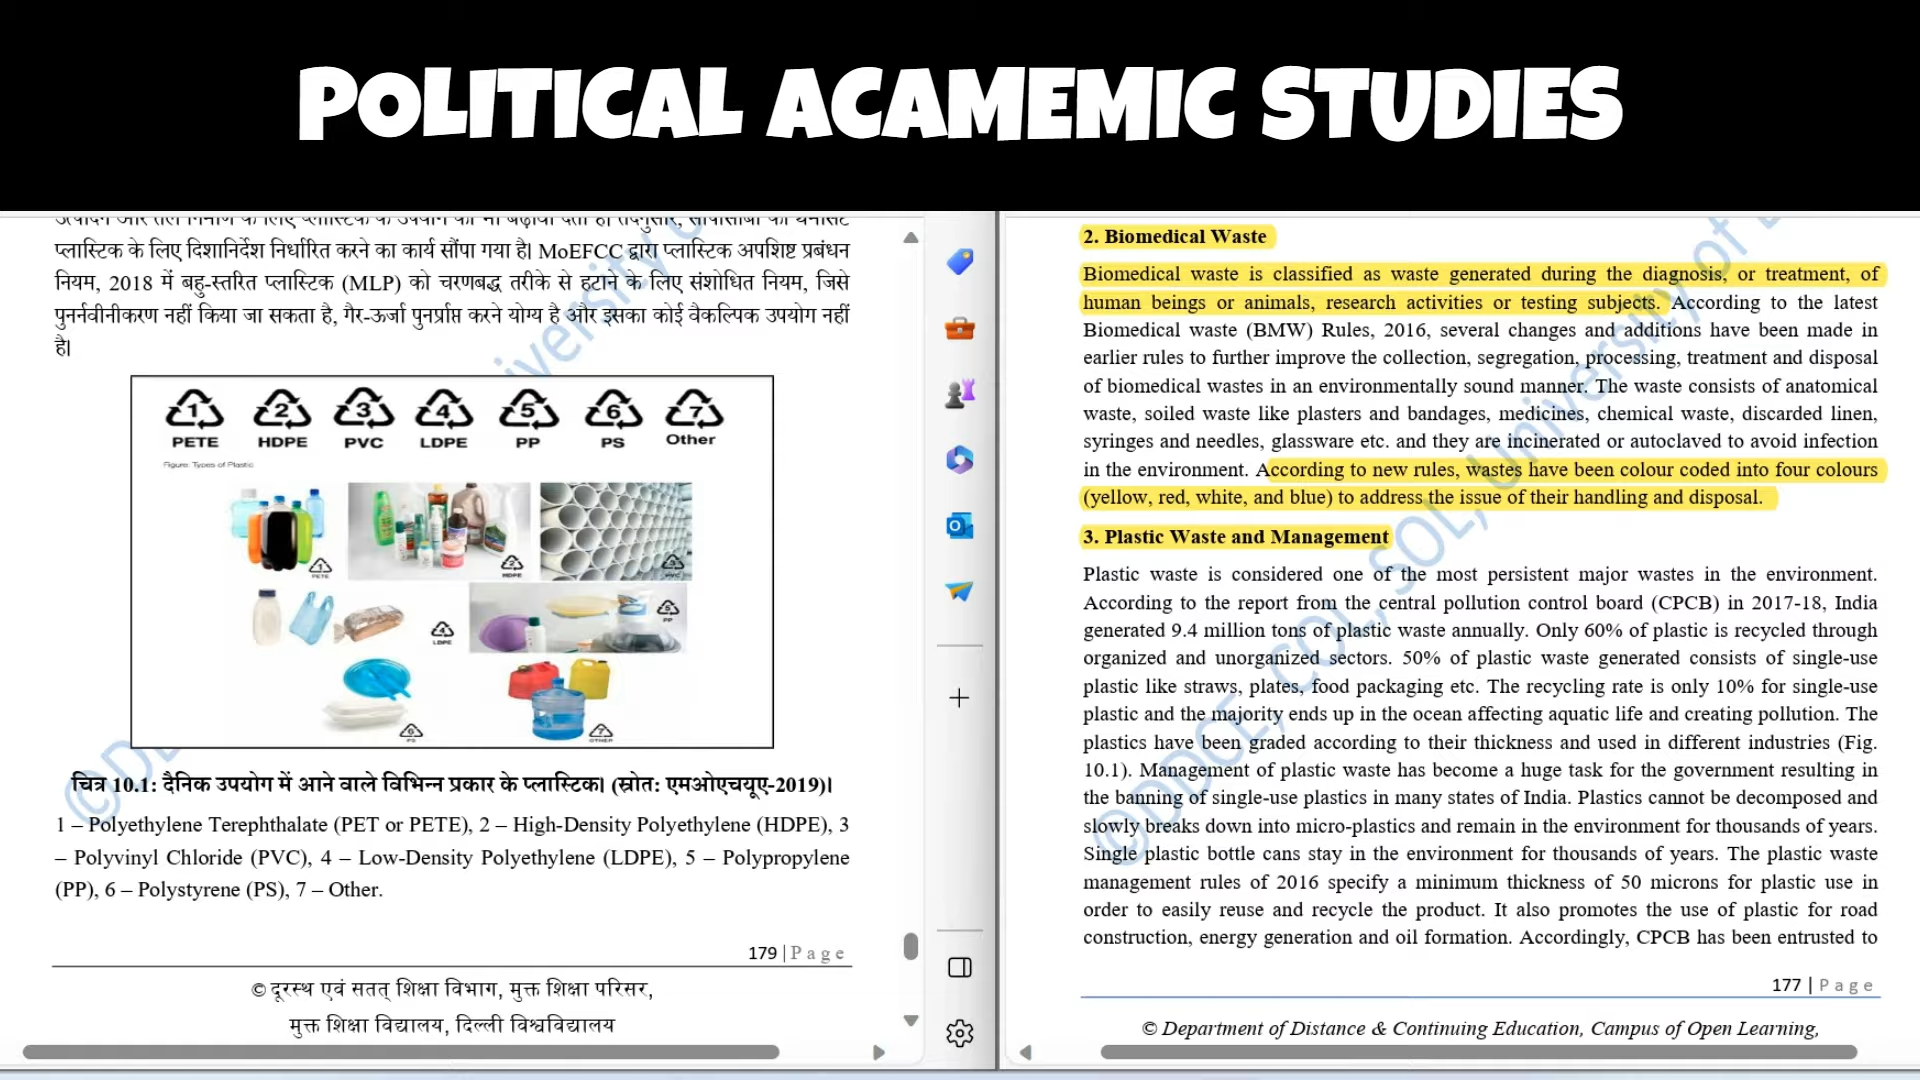 POLITICAL ACAMEMIC STUDIES
प्लास्टिक के लिए दिशानिर्देश निर्धारित करने का कार्य सौंपा गया है। MoEFCC द्वारा प्लास्टिक अपशिष्ट प्रबंधन
नियम, 2018 में बहु-स्तरित प्लास्टिक (MLP) को चरणबद्ध तरीके से हटाने के लिए संशोधित नियम, जिसे
पुनर्नवीनीकरण नहीं किया जा सकता है, गैर-ऊर्जा पुनर्प्राप्त करने योग्य है और इसका कोई वैकल्पिक उपयोग नहीं
है।
1 2 3 4 5 6 7
PETE HDPE PVC LDPE PP PS Other
Figure: Types of Plastic
1 PETE
2 HDPE
3 PVC
4 LDPE
5 PP
6 PS
7 OTHER
चित्र 10.1: दैनिक उपयोग में आने वाले विभिन्न प्रकार के प्लास्टिक। (स्रोत: एमओएचयूए-2019)।
1 – Polyethylene Terephthalate (PET or PETE), 2 – High-Density Polyethylene (HDPE), 3
– Polyvinyl Chloride (PVC), 4 – Low-Density Polyethylene (LDPE), 5 – Polypropylene
(PP), 6 – Polystyrene (PS), 7 – Other.
179 | Page
© दूरस्थ एवं सतत् शिक्षा विभाग, मुक्त शिक्षा परिसर,
मुक्त शिक्षा विद्यालय, दिल्ली विश्वविद्यालय
2. Biomedical Waste
Biomedical waste is classified as waste generated during the diagnosis, or treatment, of
human beings or animals, research activities or testing subjects. According to the latest
Biomedical waste (BMW) Rules, 2016, several changes and additions have been made in
earlier rules to further improve the collection, segregation, processing, treatment and disposal
of biomedical wastes in an environmentally sound manner. The waste consists of anatomical
waste, soiled waste like plasters and bandages, medicines, chemical waste, discarded linen,
syringes and needles, glassware etc. and they are incinerated or autoclaved to avoid infection
in the environment. According to new rules, wastes have been colour coded into four colours
(yellow, red, white, and blue) to address the issue of their handling and disposal.
3. Plastic Waste and Management
Plastic waste is considered one of the most persistent major wastes in the environment.
According to the report from the central pollution control board (CPCB) in 2017-18, India
generated 9.4 million tons of plastic waste annually. Only 60% of plastic is recycled through
organized and unorganized sectors. 50% of plastic waste generated consists of single-use
plastic like straws, plates, food packaging etc. The recycling rate is only 10% for single-use
plastic and the majority ends up in the ocean affecting aquatic life and creating pollution. The
plastics have been graded according to their thickness and used in different industries (Fig.
10.1). Management of plastic waste has become a huge task for the government resulting in
the banning of single-use plastics in many states of India. Plastics cannot be decomposed and
slowly breaks down into micro-plastics and remain in the environment for thousands of years.
Single plastic bottle cans stay in the environment for thousands of years. The plastic waste
management rules of 2016 specify a minimum thickness of 50 microns for plastic use in
order to easily reuse and recycle the product. It also promotes the use of plastic for road
construction, energy generation and oil formation. Accordingly, CPCB has been entrusted to
©DDCE, COL, SOL, University of
177 | Page
© Department of Distance & Continuing Education, Campus of Open Learning,